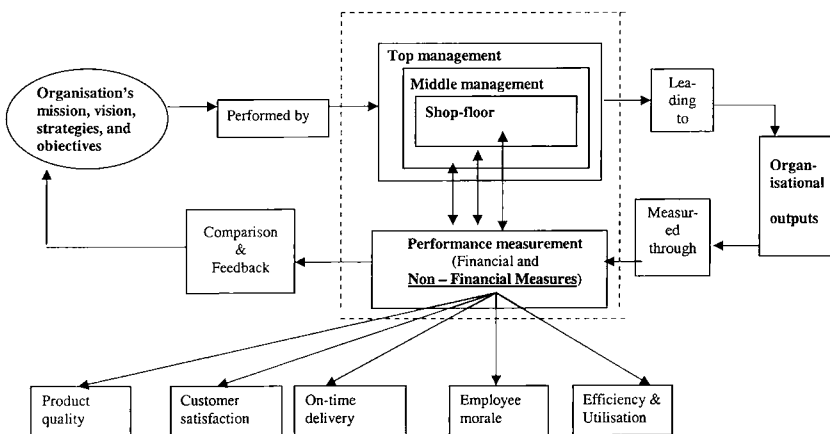 Organisation's
mission, vision,
strategies, and
objectives
Performed by
Top management
Middle management
Shop-floor
Lea-
ding
to
Organ-
isational
outputs
Measur-
ed
through
Performance measurement
(Financial and
Non – Financial Measures)
Comparison
&
Feedback
Product
quality
Customer
satisfaction
On-time
delivery
Employee
morale
Efficiency &
Utilisation